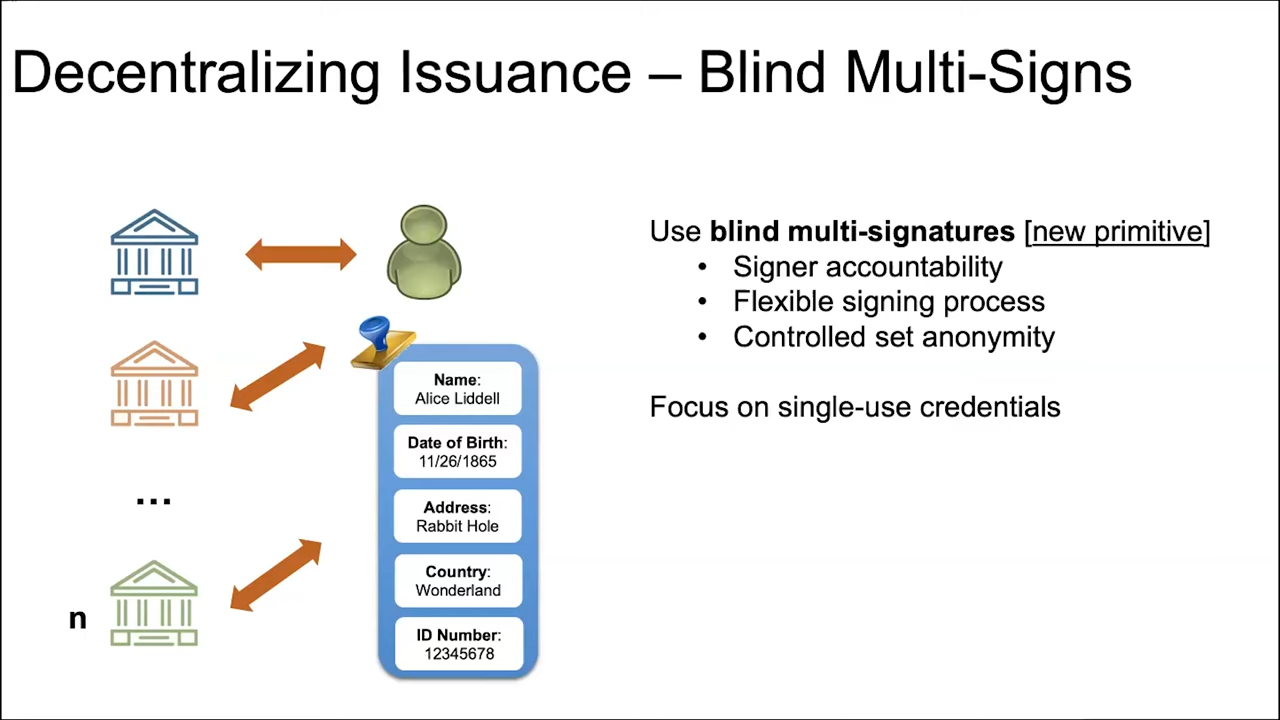 Decentralizing Issuance – Blind Multi-Signs
Use blind multi-signatures [new primitive]
• Signer accountability
• Flexible signing process
• Controlled set anonymity
Focus on single-use credentials
Name:
Alice Liddell
Date of Birth:
11/26/1865
Address:
Rabbit Hole
Country:
Wonderland
ID Number:
12345678
...
n